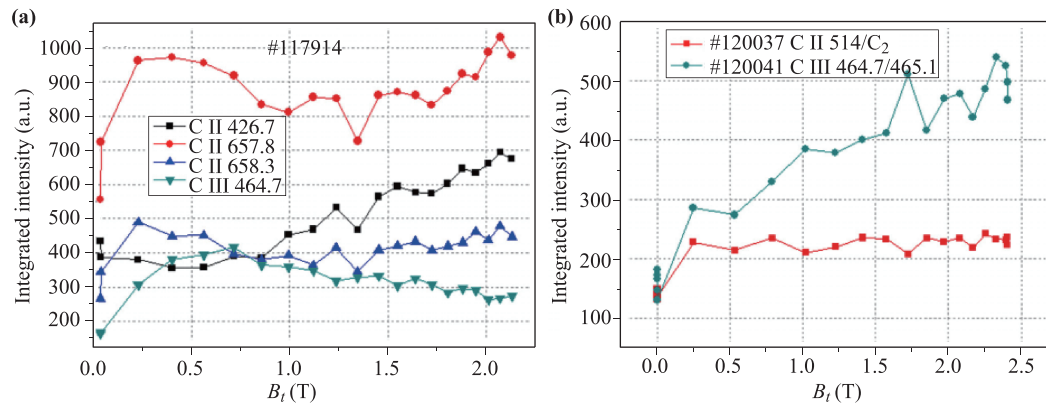 (a)
#117914
C II 426.7
C II 657.8
C II 658.3
C III 464.7
1000
900
800
700
600
500
400
300
200
Integrated intensity (a.u.)
0.0 0.5 1.0 1.5 2.0
Bt (T)
(b)
#120037 C II 514/C2
#120041 C III 464.7/465.1
600
500
400
300
200
100
Integrated intensity (a.u.)
0.0 0.5 1.0 1.5 2.0 2.5
Bt (T)